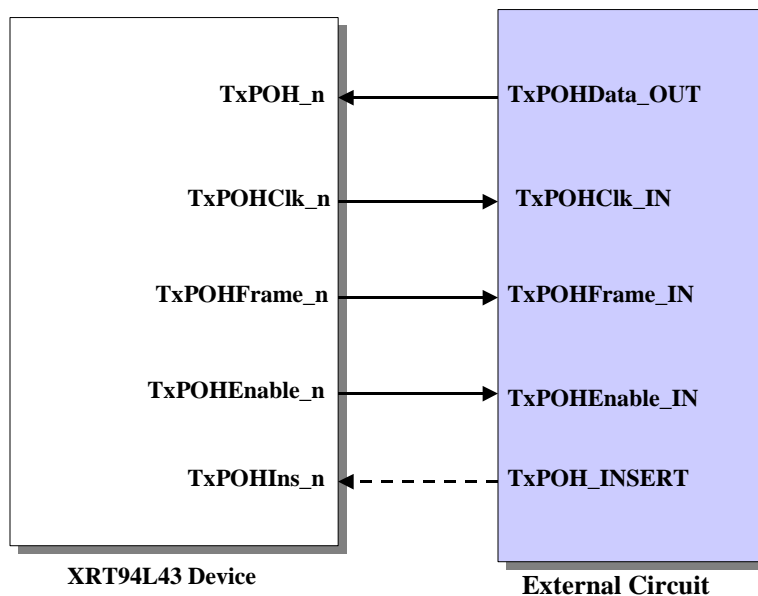 TxPOH_n
TxPOHData_OUT
TxPOHClk_n
TxPOHClk_IN
TxPOHFrame_n
TxPOHFrame_IN
TxPOHEnable_n
TxPOHEnable_IN
TxPOHIns_n
TxPOH_INSERT
XRT94L43 Device
External Circuit